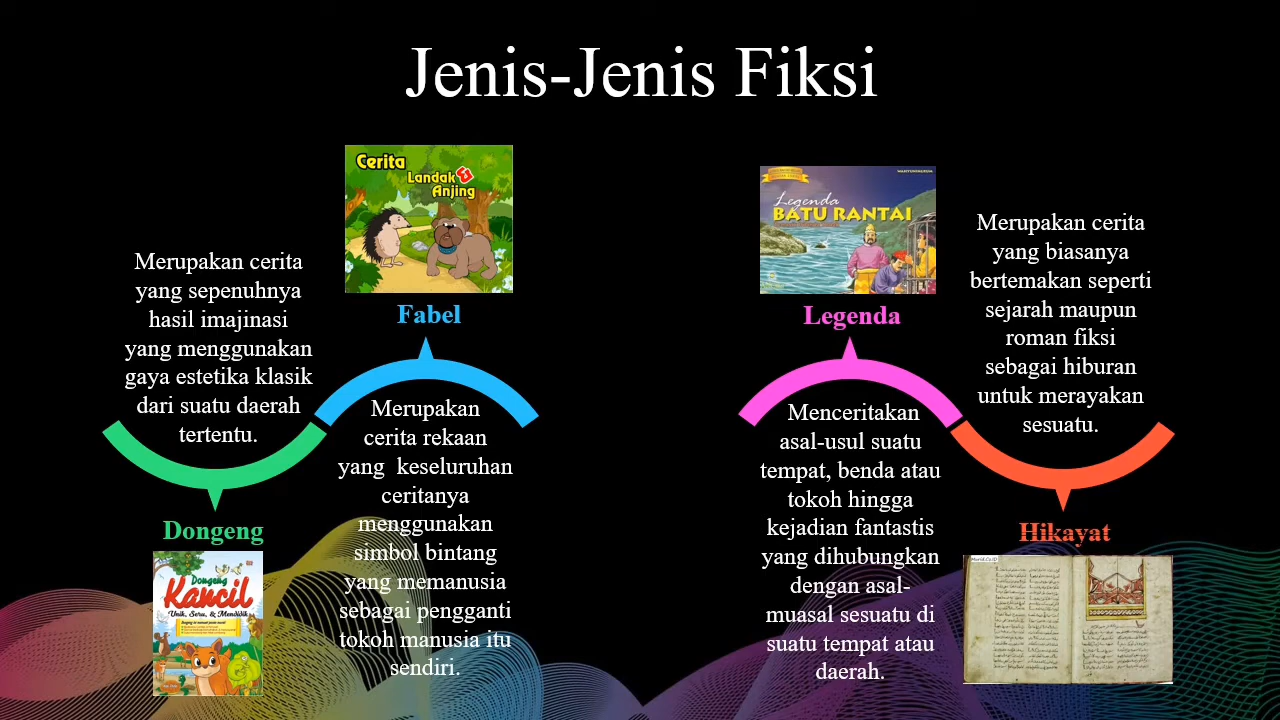 Jenis-Jenis Fiksi
Merupakan cerita
yang sepenuhnya
hasil imajinasi
yang menggunakan
gaya estetika klasik
dari suatu daerah
tertentu.
Dongeng
Dongeng
Kancil
Unik, Seru, & Mendidik
Cerita
Landak &
Anjing
Fabel
Merupakan
cerita rekaan
yang keseluruhan
ceritanya
menggunakan
simbol bintang
yang memanusia
sebagai pengganti
tokoh manusia itu
sendiri.
Legenda
BATU RANTAI
Legenda
Menceritakan
asal-usul suatu
tempat, benda atau
tokoh hingga
kejadian fantastis
yang dihubungkan
dengan asal-
muasal sesuatu di
suatu tempat atau
daerah.
Merupakan cerita
yang biasanya
bertemakan seperti
sejarah maupun
roman fiksi
sebagai hiburan
untuk merayakan
sesuatu.
Hikayat